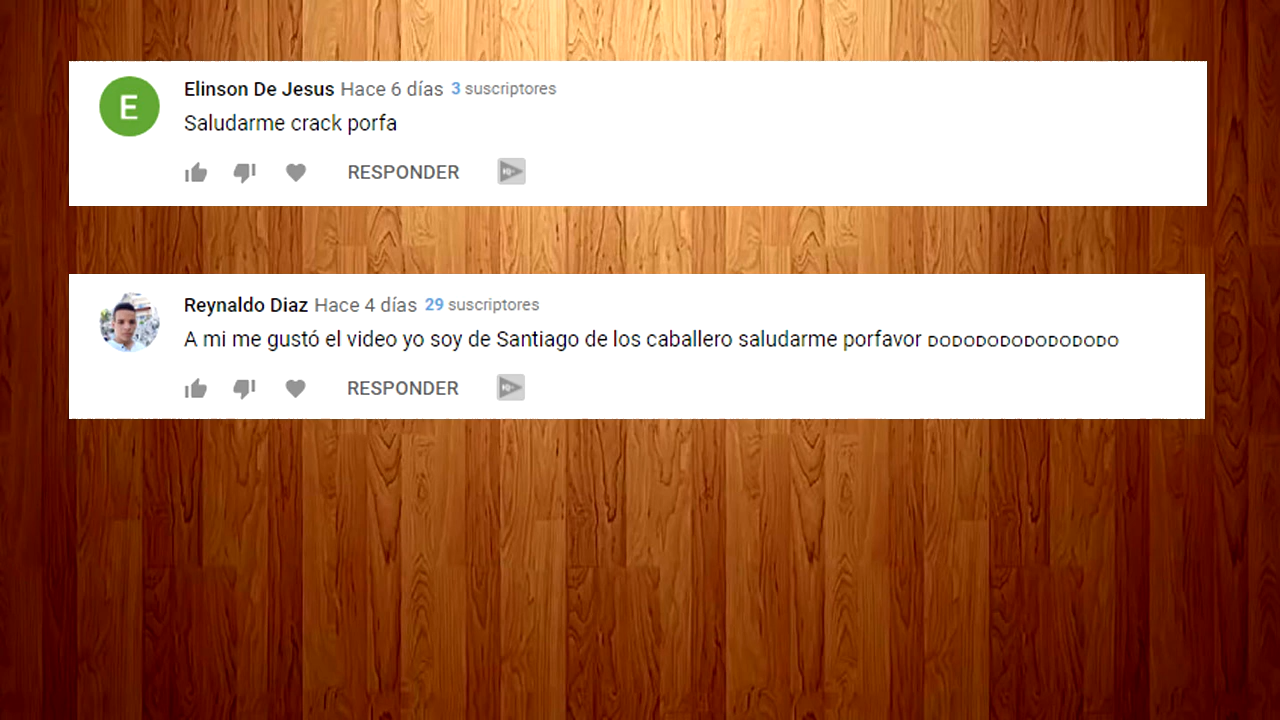 E
Elinson De Jesus Hace 6 días 3 suscriptores
Saludarme crack porfa
RESPONDER
Reynaldo Diaz Hace 4 días 29 suscriptores
A mi me gustó el video yo soy de Santiago de los caballero saludarme porfavor ᴅᴏᴅᴏᴅᴏᴅᴏᴅᴏᴅᴏᴅᴏᴅᴏ
RESPONDER